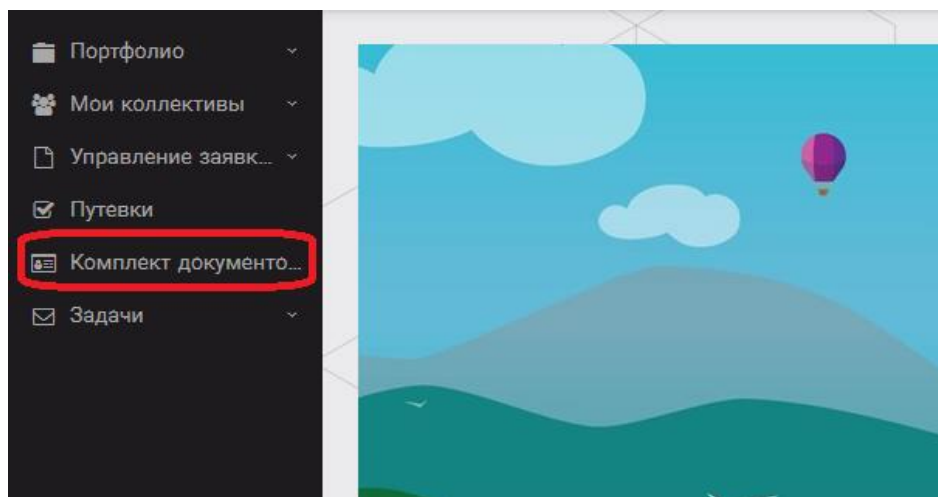 Портфолио
Мои коллективы
Управление заявк...
Путевки
Комплект документо...
Задачи